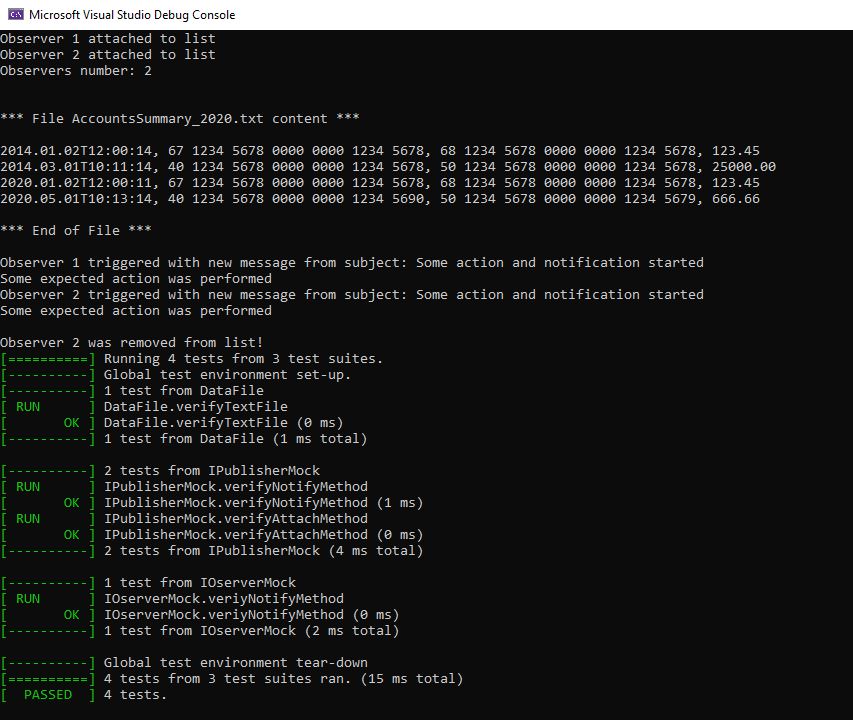 Microsoft Visual Studio Debug Console
Observer 1 attached to list
Observer 2 attached to list
Observers number: 2
*** File AccountsSummary_2020.txt content ***
2014.01.02T12:00:14, 67 1234 5678 0000 0000 1234 5678, 68 1234 5678 0000 0000 1234 5678, 123.45
2014.03.01T10:11:14, 40 1234 5678 0000 0000 1234 5678, 50 1234 5678 0000 0000 1234 5678, 25000.00
2020.01.02T12:00:11, 67 1234 5678 0000 0000 1234 5678, 68 1234 5678 0000 0000 1234 5678, 123.45
2020.05.01T10:13:14, 40 1234 5678 0000 0000 1234 5690, 50 1234 5678 0000 0000 1234 5679, 666.66
*** End of File ***
Observer 1 triggered with new message from subject: Some action and notification started
Some expected action was performed
Observer 2 triggered with new message from subject: Some action and notification started
Some expected action was performed
Observer 2 was removed from list!
[==========] Running 4 tests from 3 test suites.
[----------] Global test environment set-up.
[----------] 1 test from DataFile
[ RUN      ] DataFile.verifyTextFile
[       OK ] DataFile.verifyTextFile (0 ms)
[----------] 1 test from DataFile (1 ms total)
[----------] 2 tests from IPublisherMock
[ RUN      ] IPublisherMock.verifyNotifyMethod
[       OK ] IPublisherMock.verifyNotifyMethod (1 ms)
[ RUN      ] IPublisherMock.verifyAttachMethod
[       OK ] IPublisherMock.verifyAttachMethod (0 ms)
[----------] 2 tests from IPublisherMock (4 ms total)
[----------] 1 test from IOserverMock
[ RUN      ] IOserverMock.veriyNotifyMethod
[       OK ] IOserverMock.veriyNotifyMethod (0 ms)
[----------] 1 test from IOserverMock (2 ms total)
[----------] Global test environment tear-down
[==========] 4 tests from 3 test suites ran. (15 ms total)
[  PASSED  ] 4 tests.